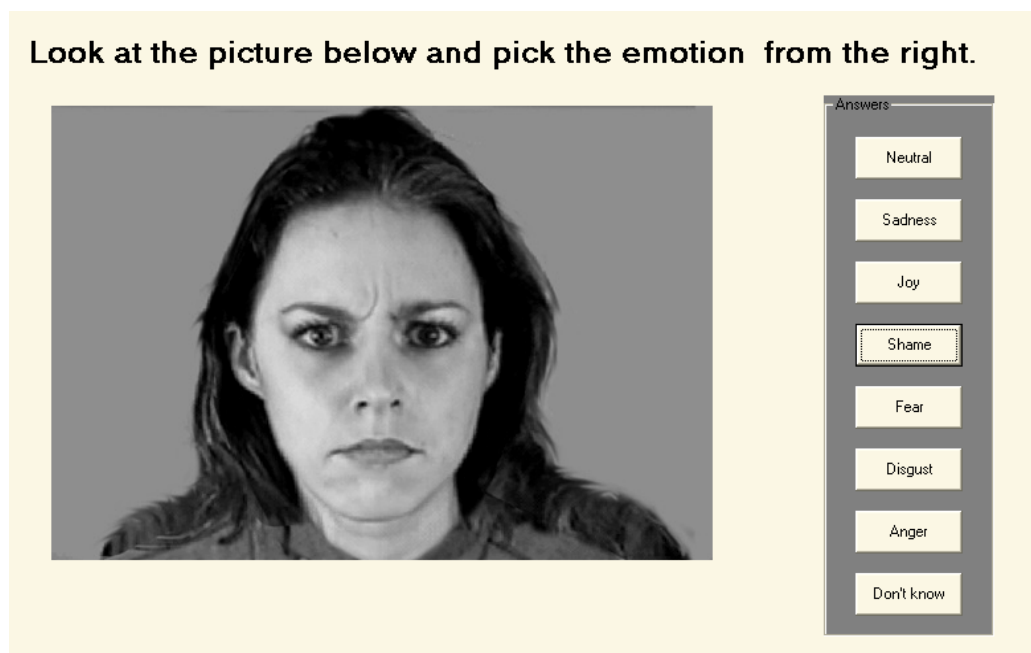 Look at the picture below and pick the emotion  from the right.
Answers
Neutral
Sadness
Joy
Shame
Fear
Disgust
Anger
Don't know